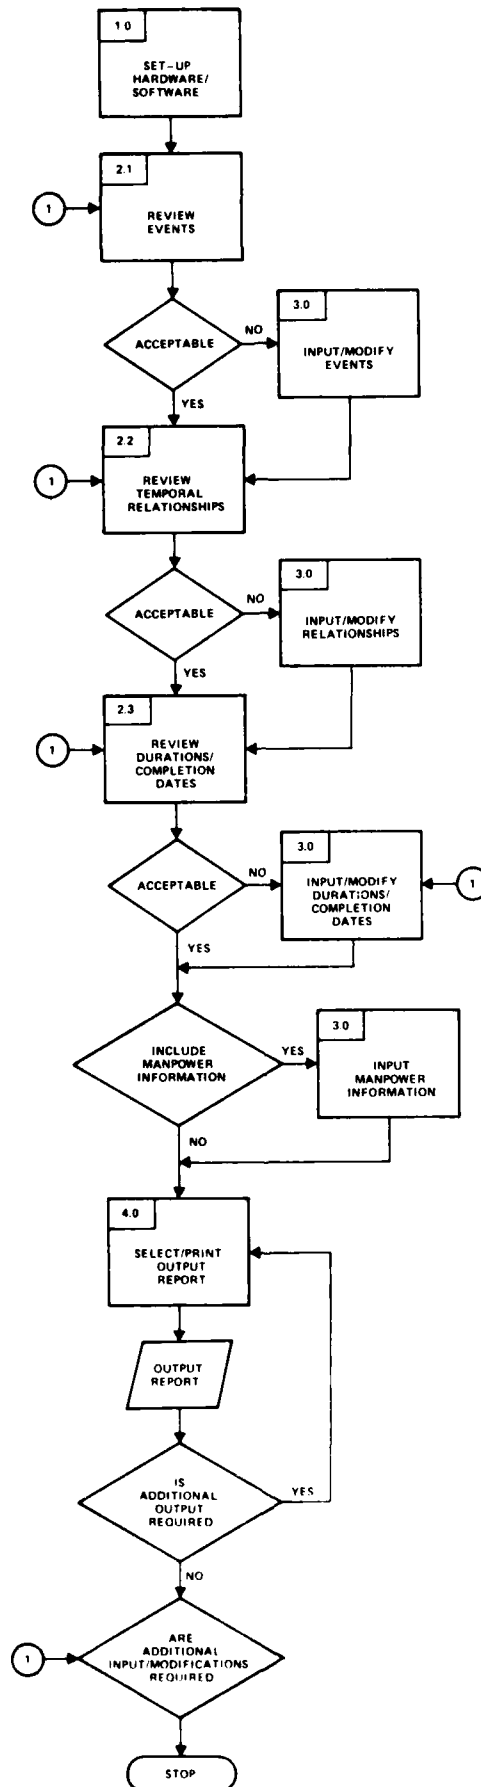 1.0
SET-UP
HARDWARE/
SOFTWARE
2.1
1
REVIEW
EVENTS
3.0
NO
ACCEPTABLE
INPUT/MODIFY
EVENTS
YES
2.2
1
REVIEW
TEMPORAL
RELATIONSHIPS
3.0
NO
ACCEPTABLE
INPUT/MODIFY
RELATIONSHIPS
YES
2.3
1
REVIEW
DURATIONS/
COMPLETION
DATES
3.0
NO
ACCEPTABLE
INPUT/MODIFY
DURATIONS/
COMPLETION
DATES
1
YES
3.0
INCLUDE
MANPOWER
INFORMATION
YES
INPUT
MANPOWER
INFORMATION
NO
4.0
SELECT/PRINT
OUTPUT
REPORT
OUTPUT
REPORT
IS
ADDITIONAL
OUTPUT
REQUIRED
YES
NO
1
ARE
ADDITIONAL
INPUT/MODIFICATIONS
REQUIRED
STOP